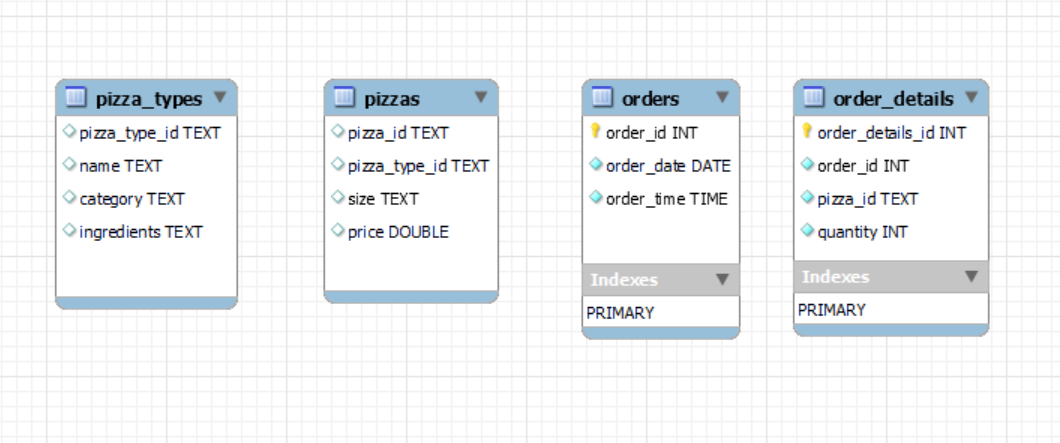 pizza_types
pizza_type_id TEXT
name TEXT
category TEXT
ingredients TEXT
pizzas
pizza_id TEXT
pizza_type_id TEXT
size TEXT
price DOUBLE
orders
order_id INT
order_date DATE
order_time TIME
Indexes
PRIMARY
order_details
order_details_id INT
order_id INT
pizza_id TEXT
quantity INT
Indexes
PRIMARY